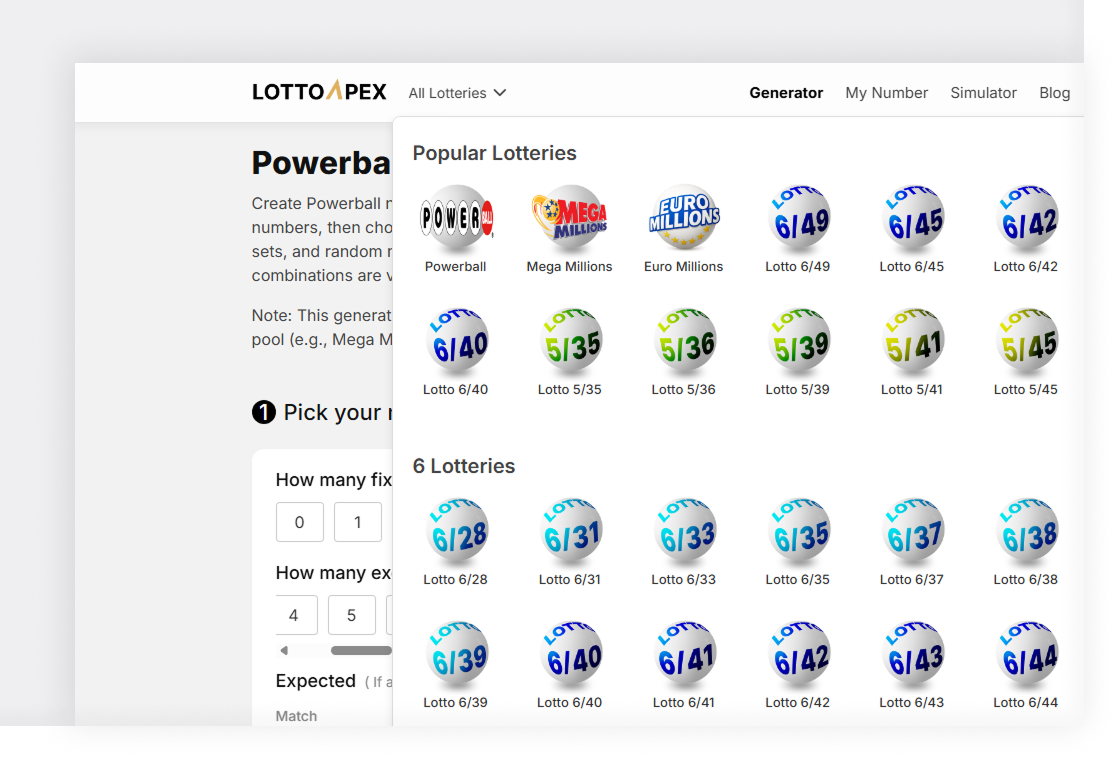 LOTTO APEX All Lotteries Generator My Number Simulator Blog
Powerba
Create Powerball
numbers, then cho
sets, and random
combinations are
Note: This generat
pool (e.g., Mega M
1 Pick your
How many fix
0 1
How many ex
4 5
Expected ( If a
Match
Popular Lotteries
POWER BALL MEGA MILLIONS EURO MILLIONS LOTTO 6/49 LOTTO 6/45 LOTTO 6/42
Powerball Mega Millions Euro Millions Lotto 6/49 Lotto 6/45 Lotto 6/42
LOTTO 6/40 LOTTO 5/35 LOTTO 5/36 LOTTO 5/39 LOTTO 5/41 LOTTO 5/45
Lotto 6/40 Lotto 5/35 Lotto 5/36 Lotto 5/39 Lotto 5/41 Lotto 5/45
6 Lotteries
LOTTO 6/28 LOTTO 6/31 LOTTO 6/33 LOTTO 6/35 LOTTO 6/37 LOTTO 6/38
Lotto 6/28 Lotto 6/31 Lotto 6/33 Lotto 6/35 Lotto 6/37 Lotto 6/38
LOTTO 6/39 LOTTO 6/40 LOTTO 6/41 LOTTO 6/42 LOTTO 6/43 LOTTO 6/44
Lotto 6/39 Lotto 6/40 Lotto 6/41 Lotto 6/42 Lotto 6/43 Lotto 6/44